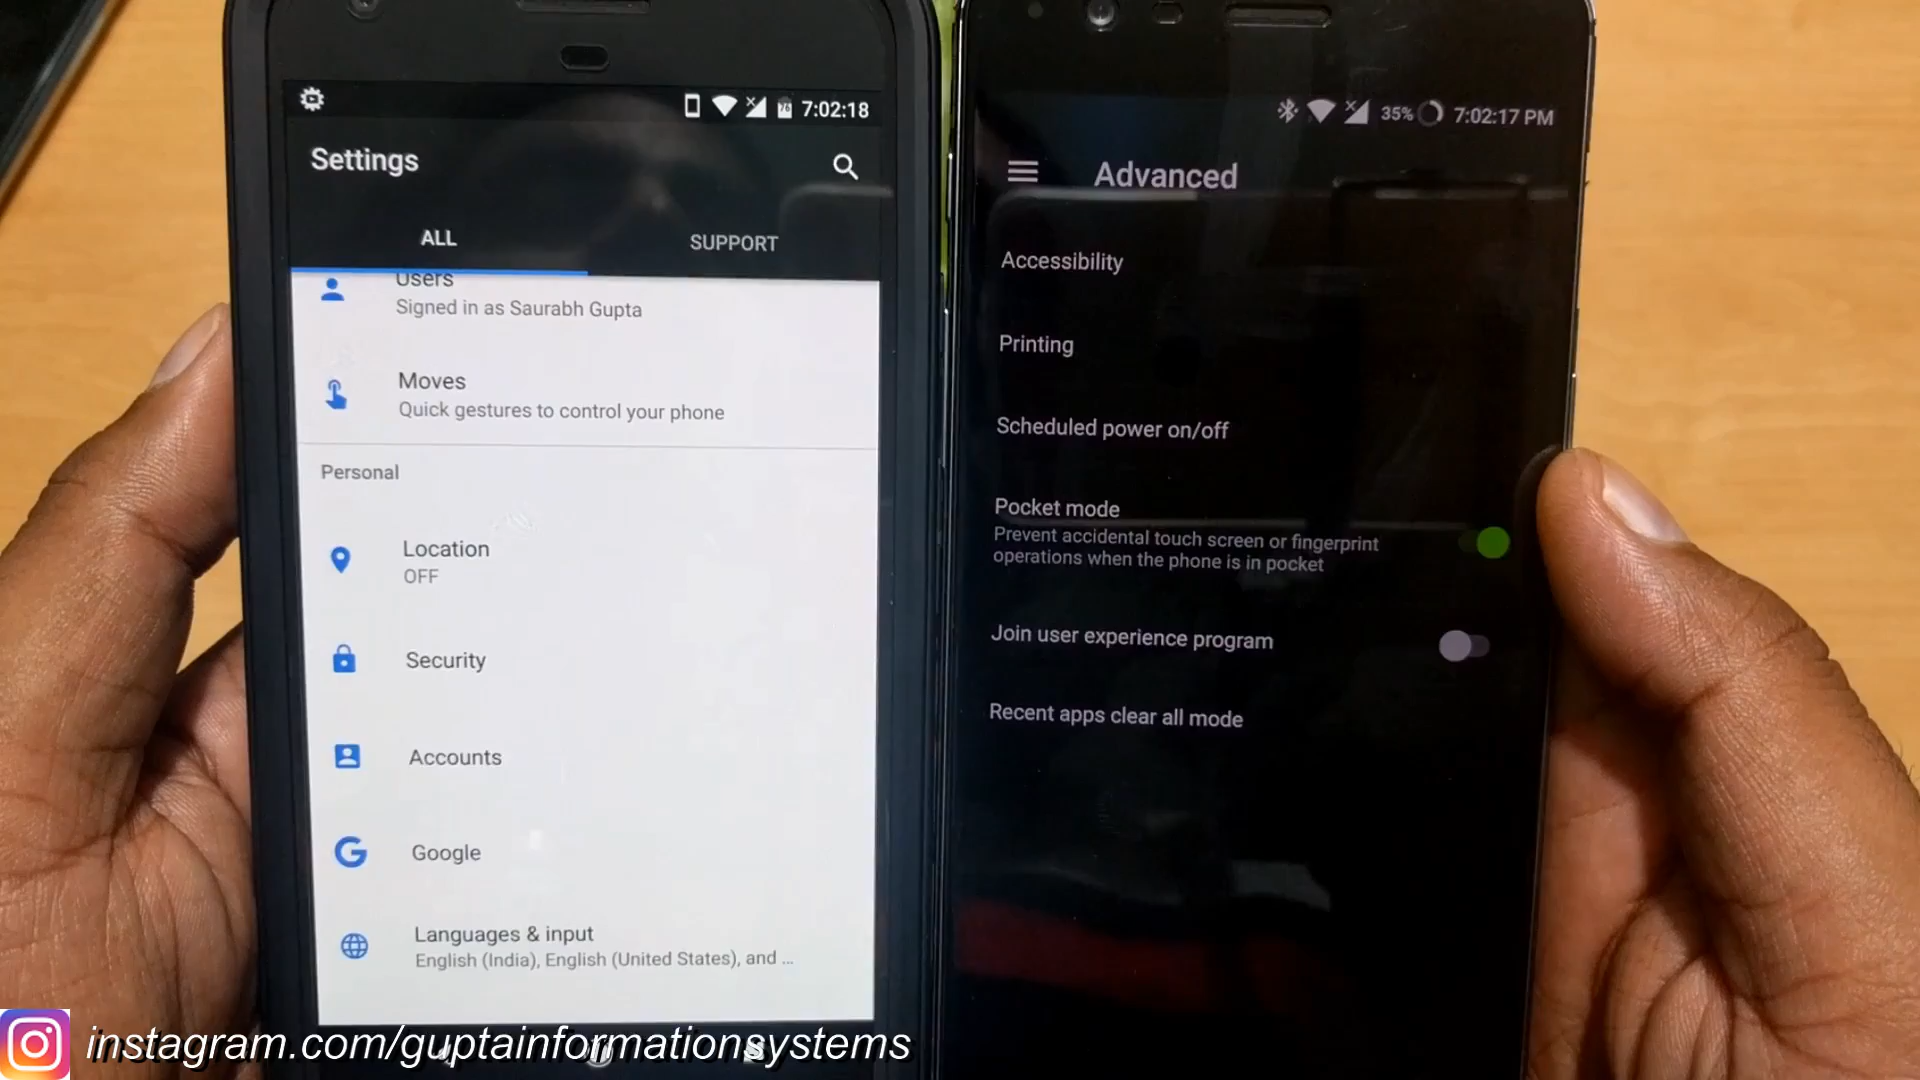 7:02:18
Settings
ALL
SUPPORT
Users
Signed in as Saurabh Gupta
Moves
Quick gestures to control your phone
Personal
Location
OFF
Security
Accounts
Google
Languages & input
English (India), English (United States), and ...
35%
7:02:17 PM
Advanced
Accessibility
Printing
Scheduled power on/off
Pocket mode
Prevent accidental touch screen or fingerprint
operations when the phone is in pocket
Join user experience program
Recent apps clear all mode
instagram.com/guptainformationsystems